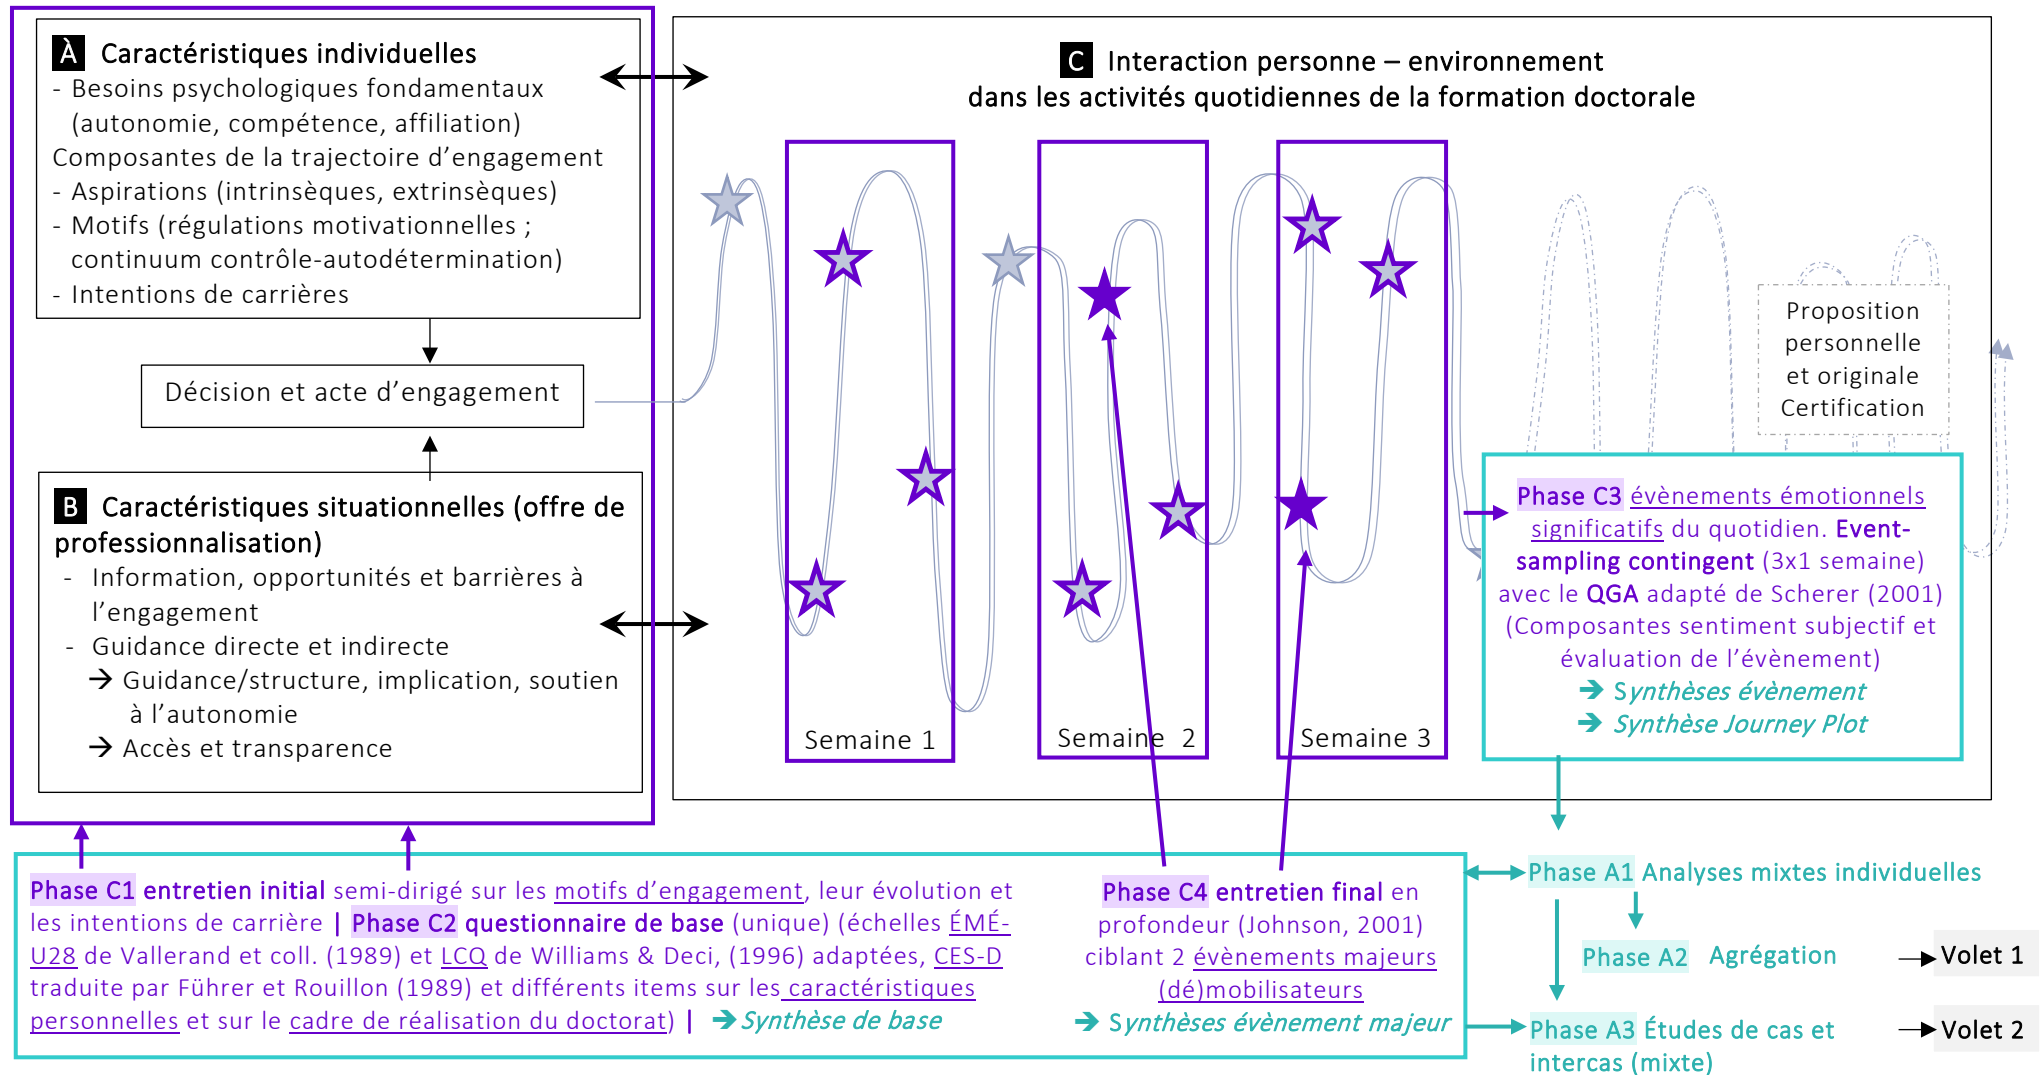 À Caractéristiques individuelles
- Besoins psychologiques fondamentaux
(autonomie, compétence, affiliation)
Composantes de la trajectoire d’engagement
- Aspirations (intrinsèques, extrinsèques)
- Motifs (régulations motivationnelles ;
continuum contrôle-autodétermination)
- Intentions de carrières
Décision et acte d’engagement
B Caractéristiques situationnelles (offre de
professionnalisation)
- Information, opportunités et barrières à
l’engagement
- Guidance directe et indirecte
→ Guidance/structure, implication, soutien
à l’autonomie
→ Accès et transparence
C Interaction personne – environnement
dans les activités quotidiennes de la formation doctorale
Semaine 1
Semaine 2
Semaine 3
Proposition
personnelle
et originale
Certification
Phase C3 évènements émotionnels
significatifs du quotidien. Event-
sampling contingent (3x1 semaine)
avec le QGA adapté de Scherer (2001)
(Composantes sentiment subjectif et
évaluation de l’évènement)
→ Synthèses évènement
→ Synthèse Journey Plot
Phase C1 entretien initial semi-dirigé sur les motifs d’engagement, leur évolution et
les intentions de carrière | Phase C2 questionnaire de base (unique) (échelles ÉMÉ-
U28 de Vallerand et coll. (1989) et LCQ de Williams & Deci, (1996) adaptées, CES-D
traduite par Führer et Rouillon (1989) et différents items sur les caractéristiques
personnelles et sur le cadre de réalisation du doctorat) | → Synthèse de base
Phase C4 entretien final en
profondeur (Johnson, 2001)
ciblant 2 évènements majeurs
(dé)mobilisateurs
→ Synthèses évènement majeur
Phase A1 Analyses mixtes individuelles
Phase A2 Agrégation
Volet 1
Phase A3 Études de cas et
intercas (mixte)
Volet 2